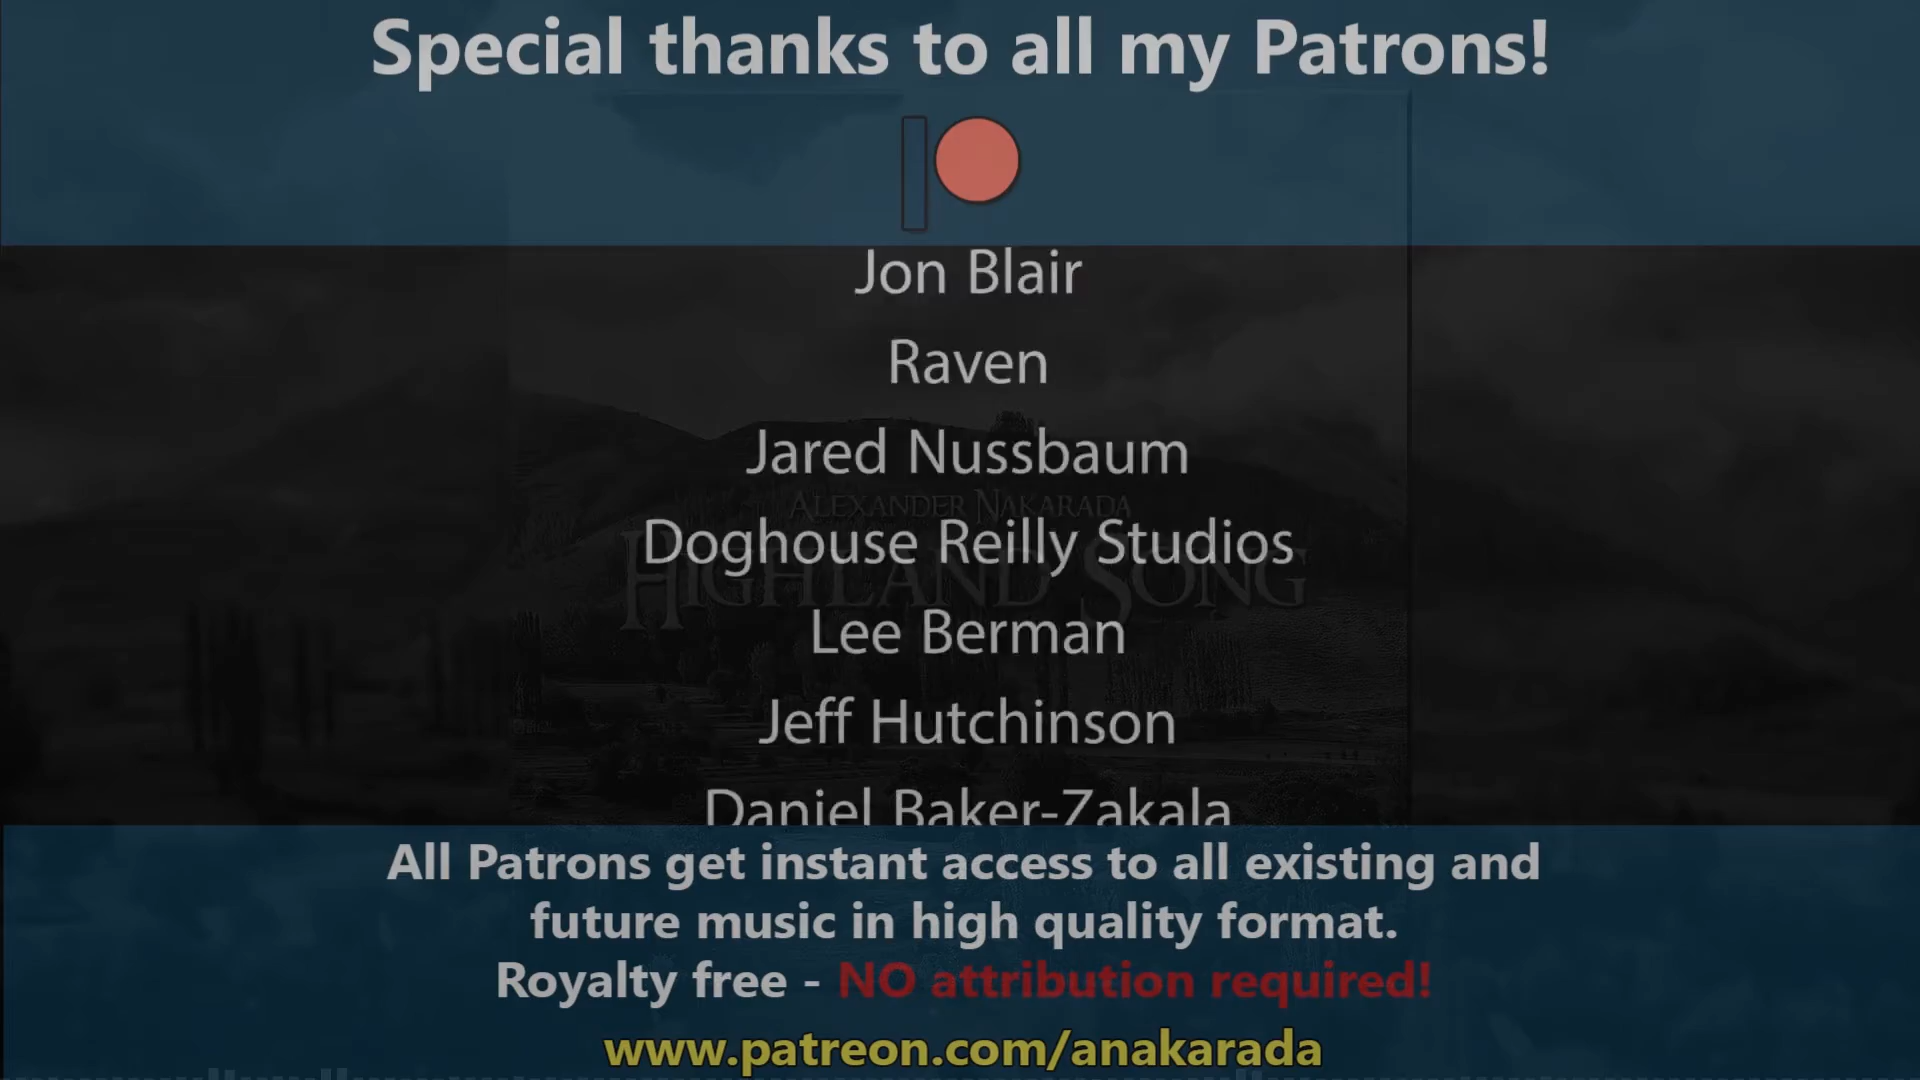 Special thanks to all my Patrons!
Jon Blair
Raven
Jared Nussbaum
Alexander Nakarada
Doghouse Reilly Studios
Highland Song
Lee Berman
Jeff Hutchinson
Daniel Baker-Zakala
All Patrons get instant access to all existing and
future music in high quality format.
Royalty free - NO attribution required!
www.patreon.com/anakarada